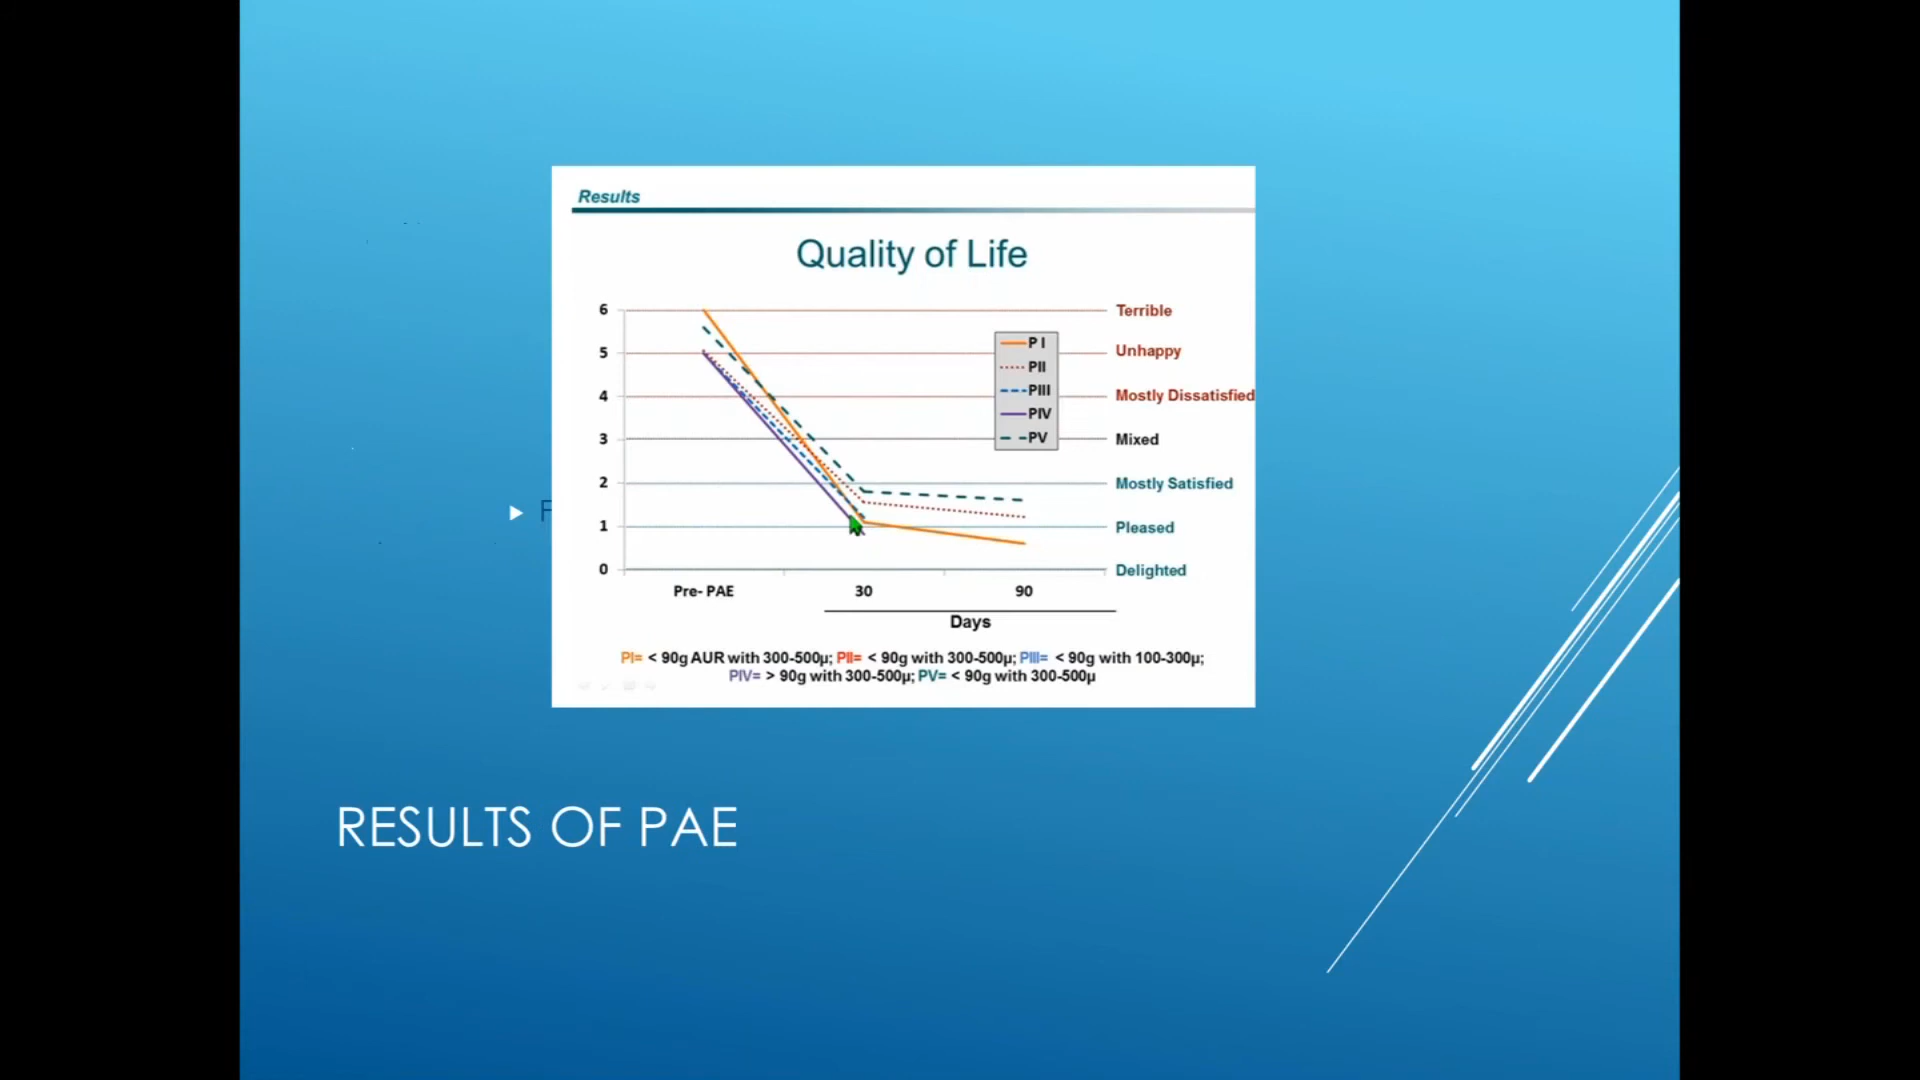 Results
Quality of Life
6
5
4
3
2
1
0
Terrible
Unhappy
Mostly Dissatisfied
Mixed
Mostly Satisfied
Pleased
Delighted
P I
PII
PIII
PIV
PV
Pre- PAE 30 90
Days
PI= < 90g AUR with 300-500µ; PII= < 90g with 300-500µ; PIII= < 90g with 100-300µ;
PIV= > 90g with 300-500µ; PV= < 90g with 300-500µ
F
RESULTS OF PAE